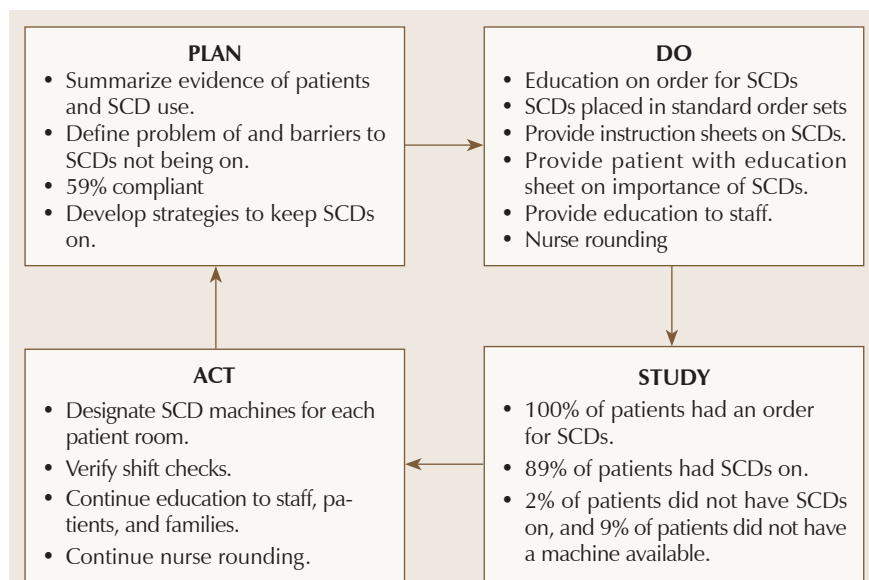 PLAN
• Summarize evidence of patients
and SCD use.
• Define problem of and barriers to
SCDs not being on.
• 59% compliant
• Develop strategies to keep SCDs
on.
DO
• Education on order for SCDs
• SCDs placed in standard order sets
• Provide instruction sheets on SCDs.
• Provide patient with education
sheet on importance of SCDs.
• Provide education to staff.
• Nurse rounding
ACT
• Designate SCD machines for each
patient room.
• Verify shift checks.
• Continue education to staff, pa-
tients, and families.
• Continue nurse rounding.
STUDY
• 100% of patients had an order
for SCDs.
• 89% of patients had SCDs on.
• 2% of patients did not have SCDs
on, and 9% of patients did not have
a machine available.